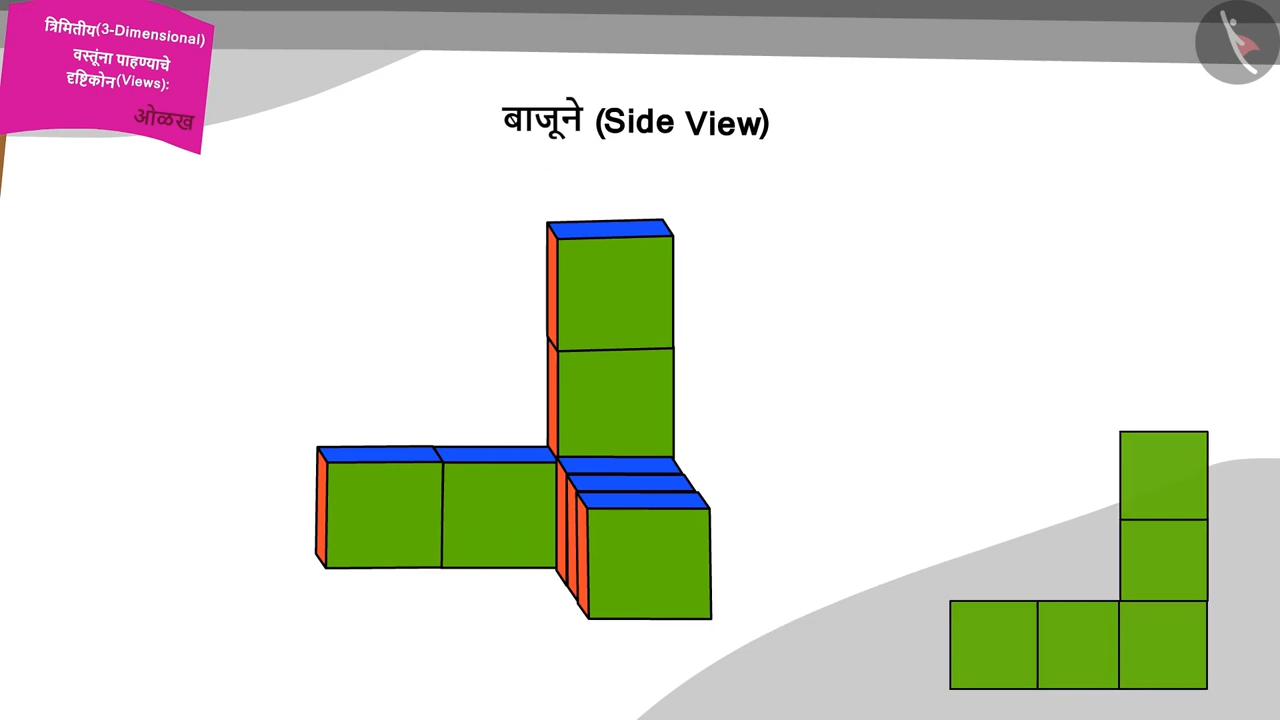 त्रिमितीय(3-Dimensional)
वस्तूंना पाहण्याचे
दृष्टिकोन(Views):
ओळख
बाजूने (Side View)